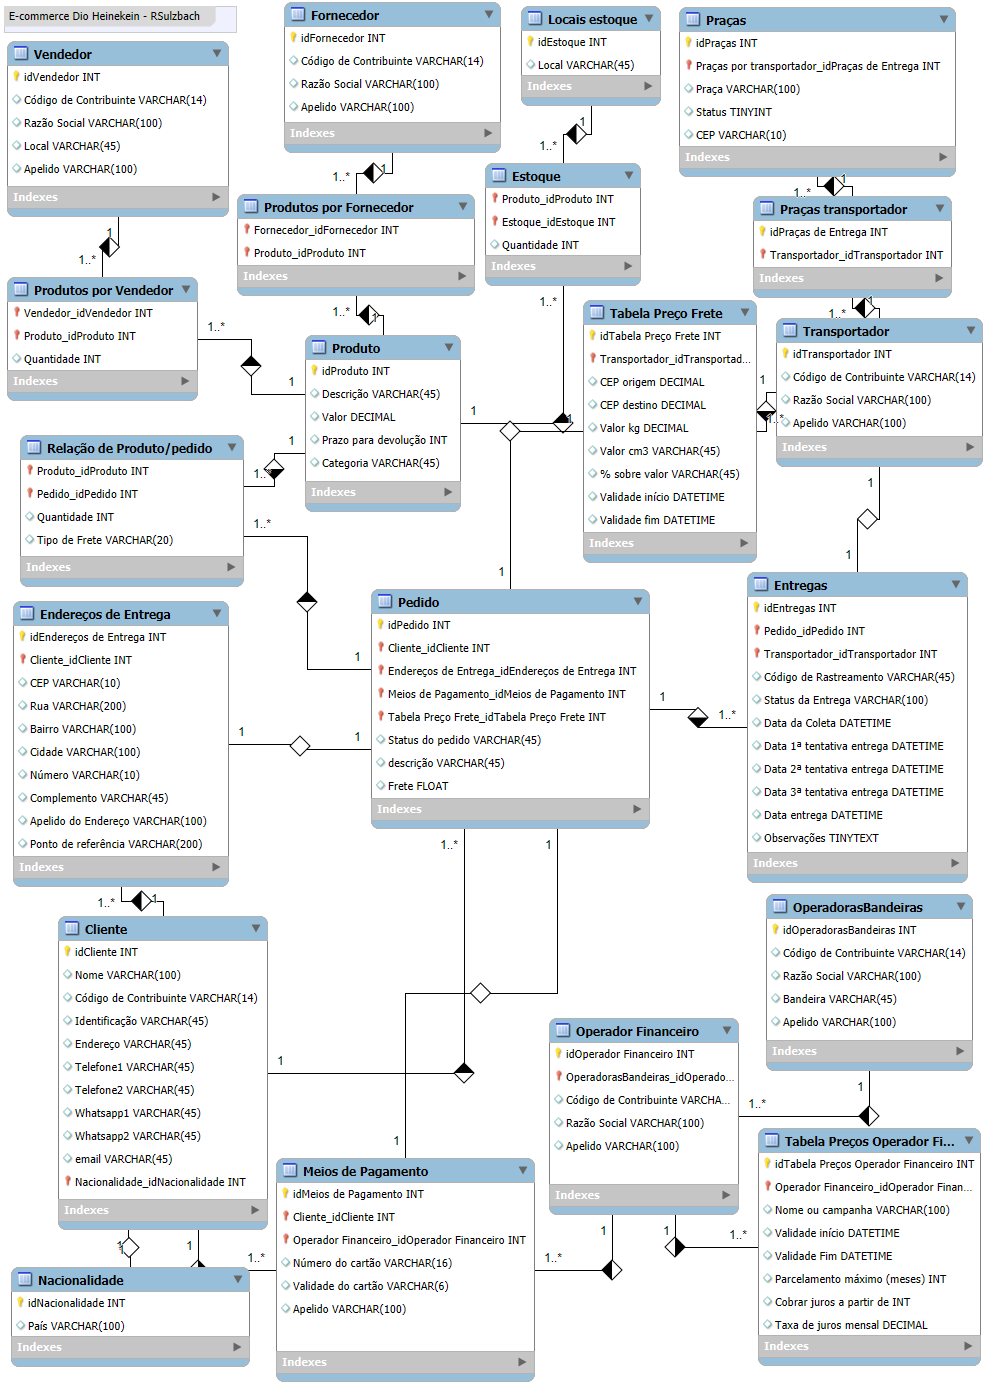 E-commerce Dio Heinekein - RSulzbach
Vendedor
idVendedor INT
Código de Contribuinte VARCHAR(14)
Razão Social VARCHAR(100)
Local VARCHAR(45)
Apelido VARCHAR(100)
Indexes
Fornecedor
idFornecedor INT
Código de Contribuinte VARCHAR(14)
Razão Social VARCHAR(100)
Apelido VARCHAR(100)
Indexes
Locais estoque
idEstoque INT
Local VARCHAR(45)
Indexes
Praças
idPraças INT
Praças por transportador_idPraças de Entrega INT
Praça VARCHAR(100)
Status TINYINT
CEP VARCHAR(10)
Indexes
1
1..*
1
1..*
1
1..*
1
1..*
Produtos por Vendedor
Vendedor_idVendedor INT
Produto_idProduto INT
Quantidade INT
Indexes
Produtos por Fornecedor
Fornecedor_idFornecedor INT
Produto_idProduto INT
Indexes
Estoque
Produto_idProduto INT
Estoque_idEstoque INT
Quantidade INT
Indexes
Praças transportador
idPraças de Entrega INT
Transportador_idTransportador INT
Indexes
1..*
1
1..*
1
1..*
1
1..*
1
Produto
idProduto INT
Descrição VARCHAR(45)
Valor DECIMAL
Prazo para devolução INT
Categoria VARCHAR(45)
Indexes
Tabela Preço Frete
idTabela Preço Frete INT
Transportador_idTransportad...
CEP origem DECIMAL
CEP destino DECIMAL
Valor kg DECIMAL
Valor cm3 VARCHAR(45)
% sobre valor VARCHAR(45)
Validade início DATETIME
Validade fim DATETIME
Indexes
Transportador
idTransportador INT
Código de Contribuinte VARCHAR(14)
Razão Social VARCHAR(100)
Apelido VARCHAR(100)
Indexes
1
1..*
1
1..*
Relação de Produto/pedido
Produto_idProduto INT
Pedido_idPedido INT
Quantidade INT
Tipo de Frete VARCHAR(20)
Indexes
1..*
1
1
1
1
Endereços de Entrega
idEndereços de Entrega INT
Cliente_idCliente INT
CEP VARCHAR(10)
Rua VARCHAR(200)
Bairro VARCHAR(100)
Cidade VARCHAR(100)
Número VARCHAR(10)
Complemento VARCHAR(45)
Apelido do Endereço VARCHAR(100)
Ponto de referência VARCHAR(200)
Indexes
Pedido
idPedido INT
Cliente_idCliente INT
Endereços de Entrega_idEndereços de Entrega INT
Meios de Pagamento_idMeios de Pagamento INT
Tabela Preço Frete_idTabela Preço Frete INT
Status do pedido VARCHAR(45)
descrição VARCHAR(45)
Frete FLOAT
Indexes
Entregas
idEntregas INT
Pedido_idPedido INT
Transportador_idTransportador INT
Código de Rastreamento VARCHAR(45)
Status da Entrega VARCHAR(100)
Data da Coleta DATETIME
Data 1ª tentativa entrega DATETIME
Data 2ª tentativa entrega DATETIME
Data 3ª tentativa entrega DATETIME
Data entrega DATETIME
Observações TINYTEXT
Indexes
1
1
1
1..*
1..*
1
1..*
1
Cliente
idCliente INT
Nome VARCHAR(100)
Código de Contribuinte VARCHAR(14)
Identificação VARCHAR(45)
Endereço VARCHAR(45)
Telefone1 VARCHAR(45)
Telefone2 VARCHAR(45)
Whatsapp1 VARCHAR(45)
Whatsapp2 VARCHAR(45)
email VARCHAR(45)
Nacionalidade_idNacionalidade INT
Indexes
OperadorasBandeiras
idOperadorasBandeiras INT
Código de Contribuinte VARCHAR(14)
Razão Social VARCHAR(100)
Bandeira VARCHAR(45)
Apelido VARCHAR(100)
Indexes
Operador Financeiro
idOperador Financeiro INT
OperadorasBandeiras_idOperado...
Código de Contribuinte VARCHA...
Razão Social VARCHAR(100)
Apelido VARCHAR(100)
Indexes
1
1
1
1..*
Meios de Pagamento
idMeios de Pagamento INT
Cliente_idCliente INT
Operador Financeiro_idOperador Financeiro INT
Número do cartão VARCHAR(16)
Validade do cartão VARCHAR(6)
Apelido VARCHAR(100)
Indexes
Tabela Preços Operador Fi...
idTabela Preços Operador Financeiro INT
Operador Financeiro_idOperador Finan...
Nome ou campanha VARCHAR(100)
Validade início DATETIME
Validade Fim DATETIME
Parcelamento máximo (meses) INT
Cobrar juros a partir de INT
Taxa de juros mensal DECIMAL
Indexes
1
1
1
1..*
1..*
1
1
1..*
Nacionalidade
idNacionalidade INT
País VARCHAR(100)
Indexes